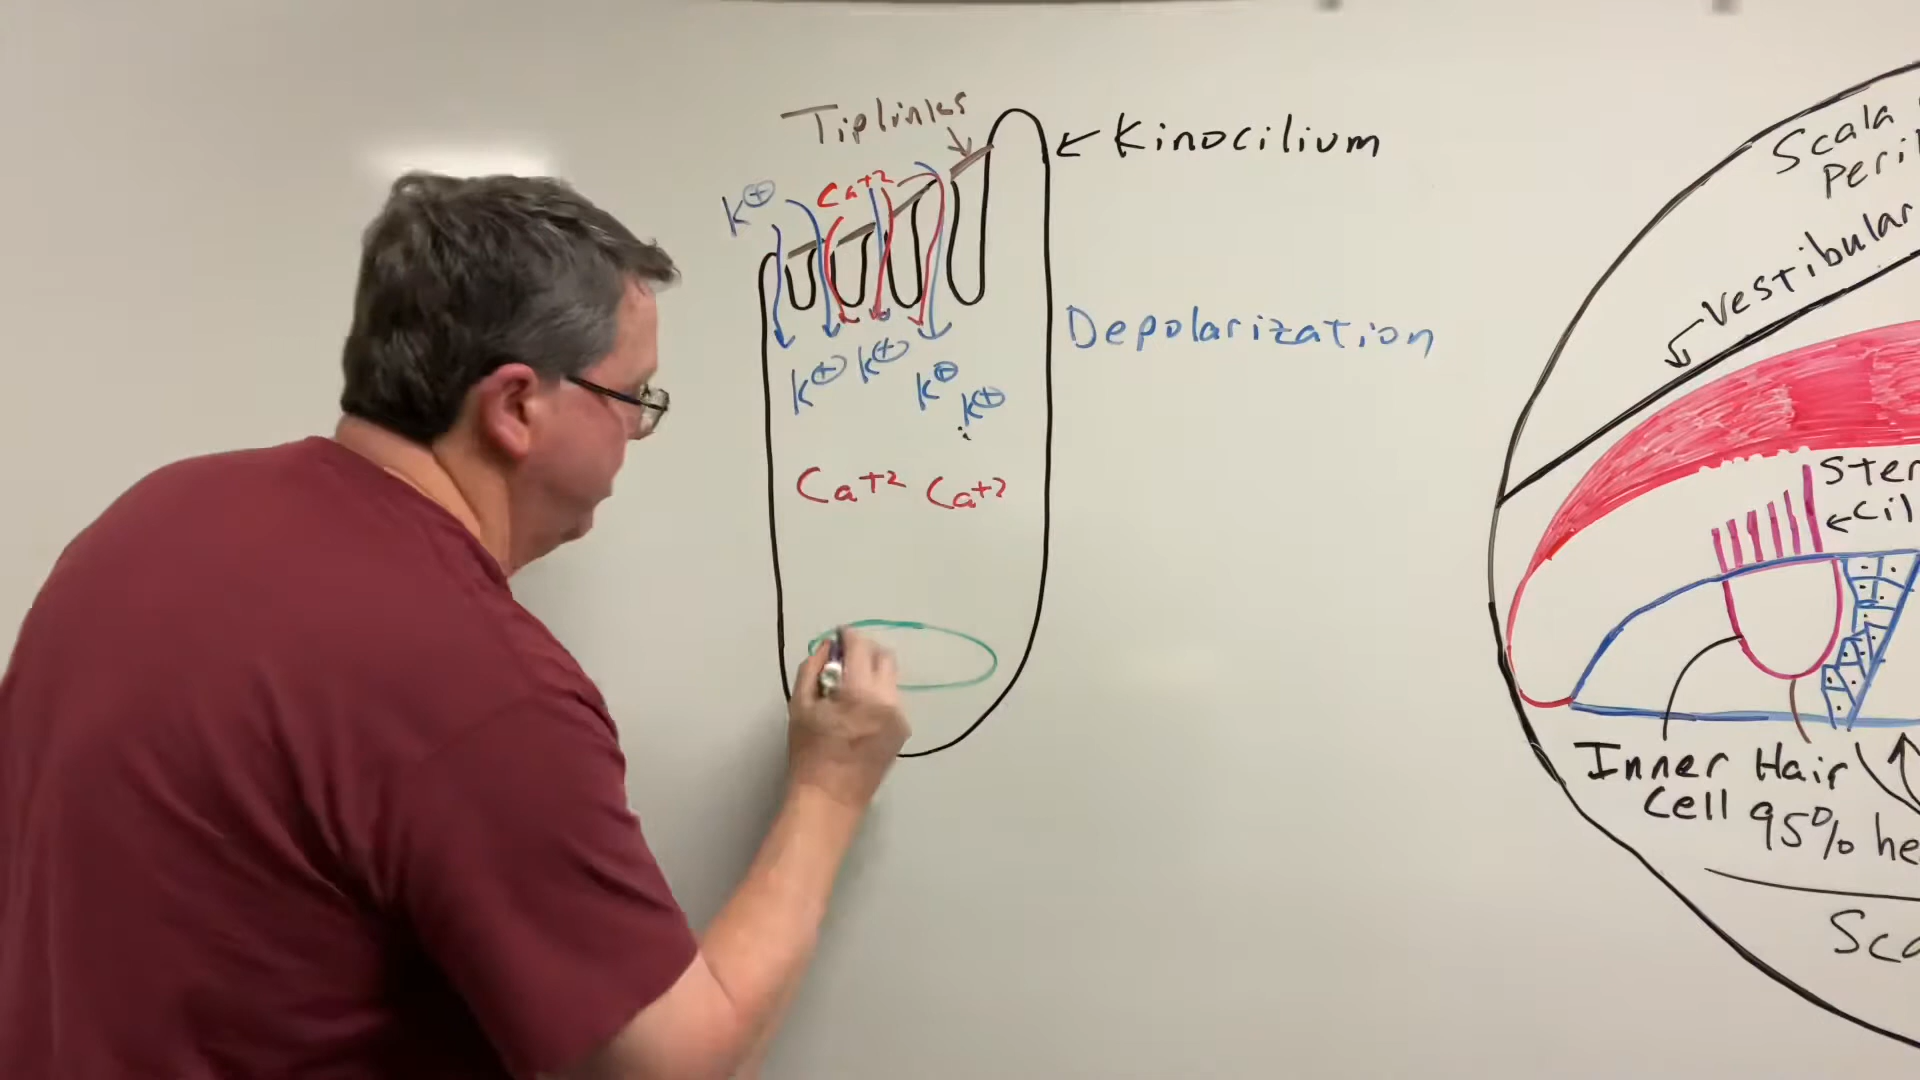 Tiplinks
Kinocilium
K+
Ca+2
Depolarization
K+ K+ K+ K+
Ca+2 Ca+2
Scala
Peri
Vestibular
Ster
cil
Inner Hair
Cell 95% he
Sca